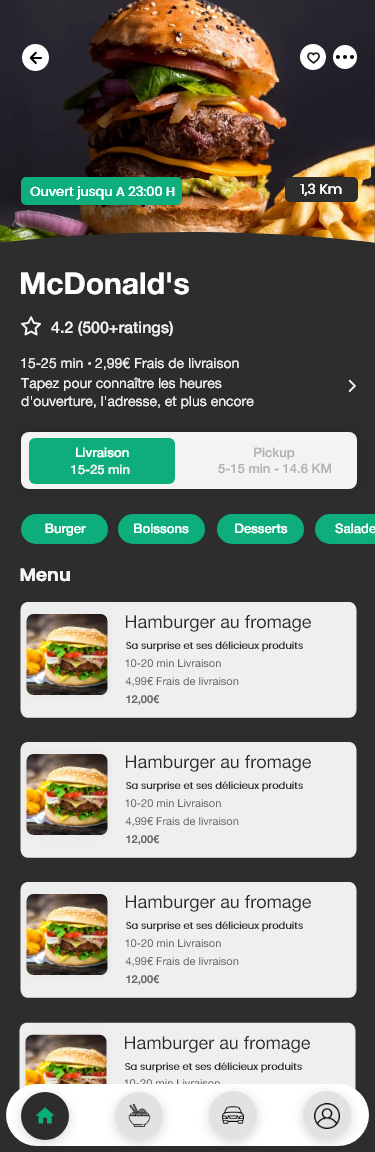 Ouvert jusqu A 23:00 H
1,3 Km
McDonald's
4.2 (500+ratings)
15-25 min • 2,99€ Frais de livraison
Tapez pour connaître les heures
d'ouverture, l'adresse, et plus encore
Livraison
15-25 min
Pickup
5-15 min - 14.6 KM
Burger
Boissons
Desserts
Salade
Menu
Hamburger au fromage
Sa surprise et ses délicieux produits
10-20 min Livraison
4,99€ Frais de livraison
12,00€
Hamburger au fromage
Sa surprise et ses délicieux produits
10-20 min Livraison
4,99€ Frais de livraison
12,00€
Hamburger au fromage
Sa surprise et ses délicieux produits
10-20 min Livraison
4,99€ Frais de livraison
12,00€
Hamburger au fromage
Sa surprise et ses délicieux produits
10-20 min Livraison